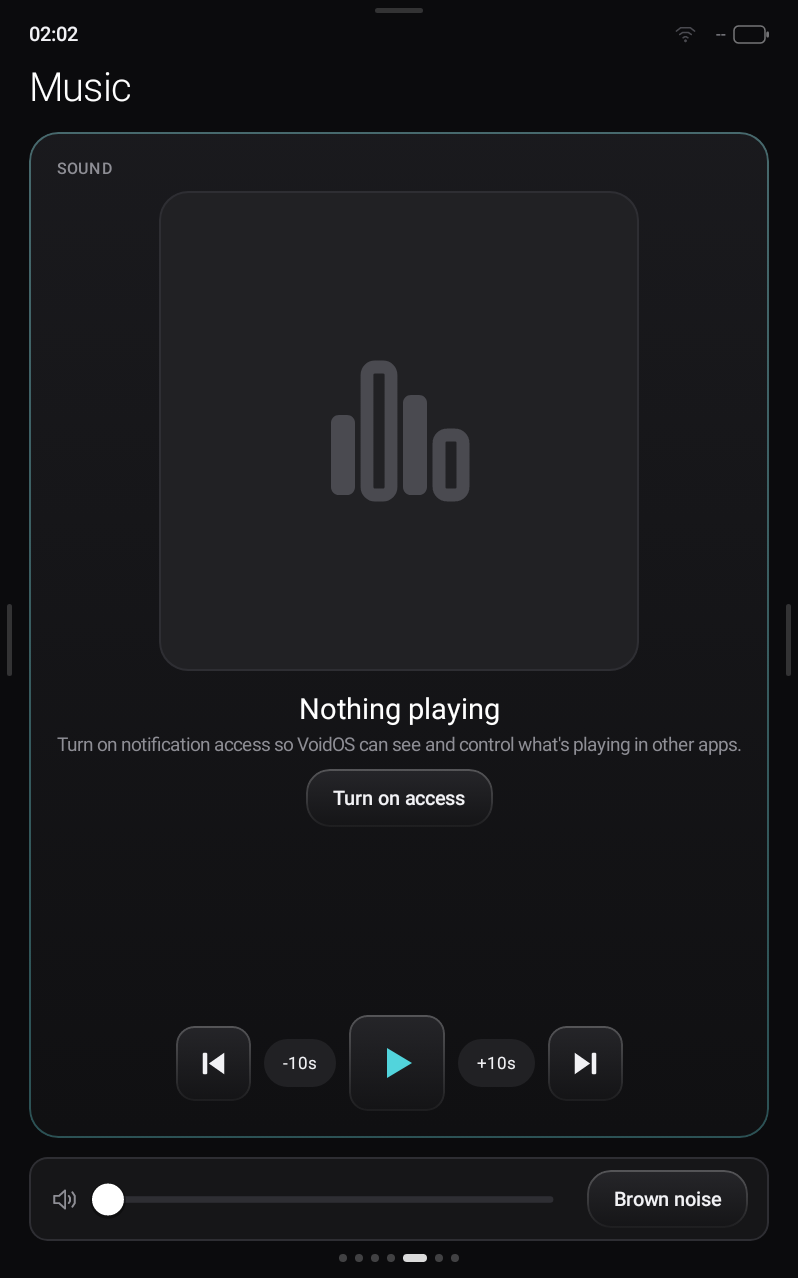 02:02
--
Music
SOUND
Nothing playing
Turn on notification access so VoidOS can see and control what's playing in other apps.
Turn on access
-10s
+10s
Brown noise